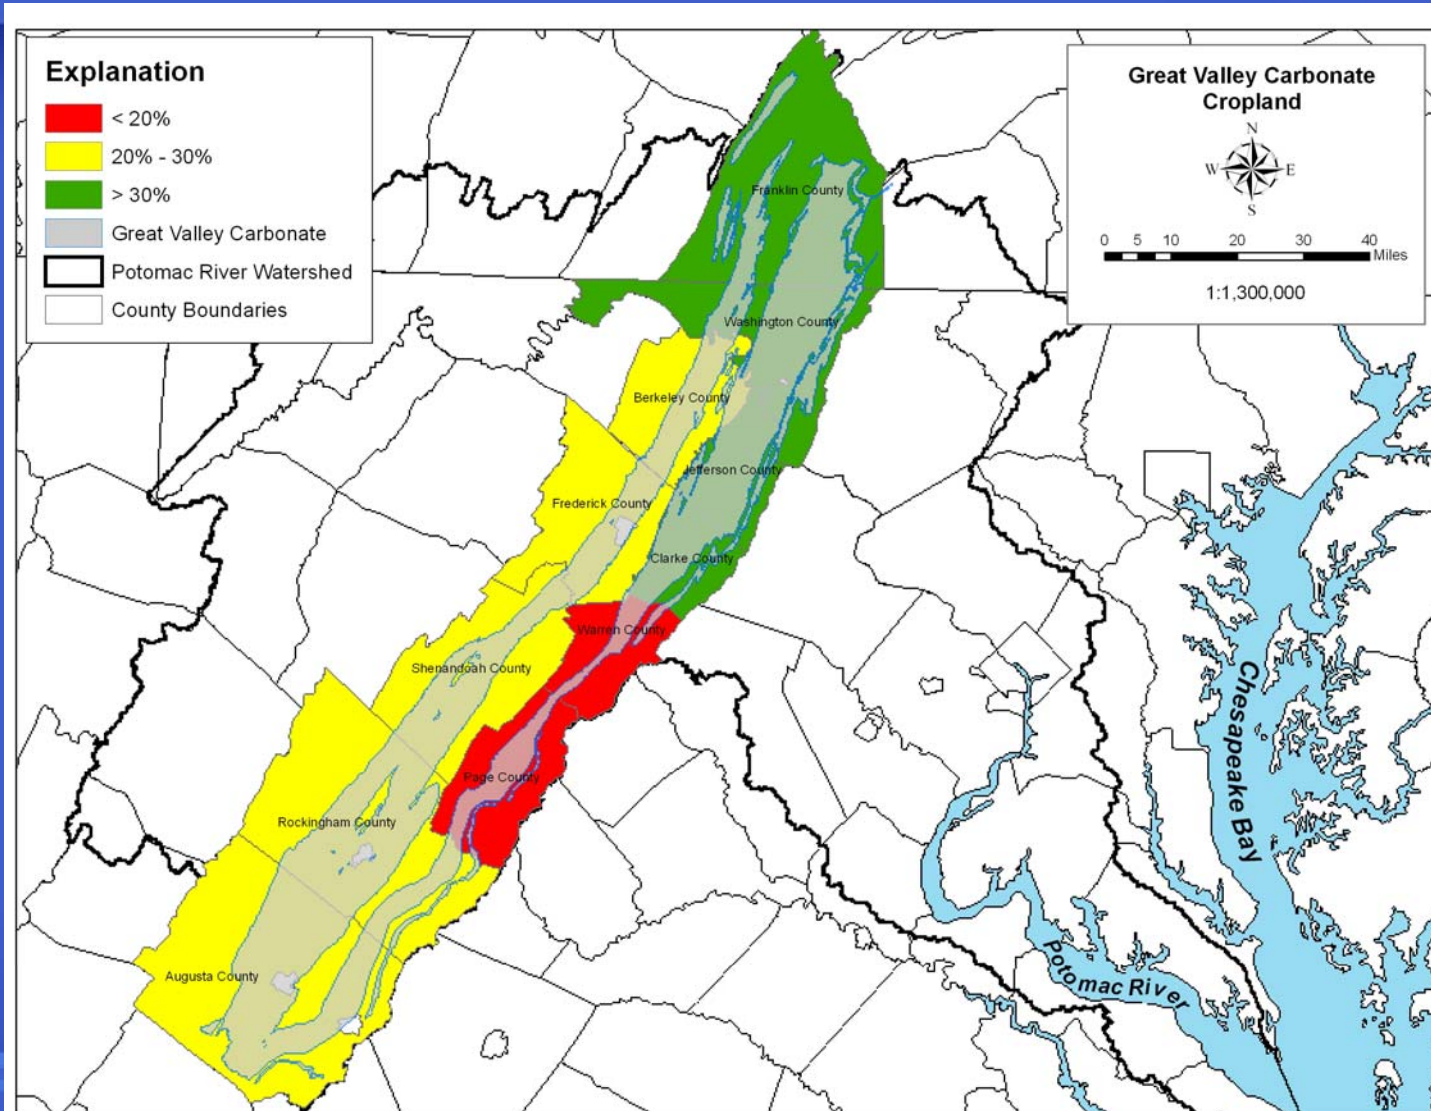 Explanation
< 20%
20% - 30%
> 30%
Great Valley Carbonate
Potomac River Watershed
County Boundaries
Great Valley Carbonate
Cropland
N
W E
S
0 5 10 20 30 40
Miles
1:1,300,000
Franklin County
Washington County
Berkeley County
Jefferson County
Frederick County
Clarke County
Warren County
Shenandoah County
Page County
Rockingham County
Augusta County
Chesapeake Bay
Potomac River